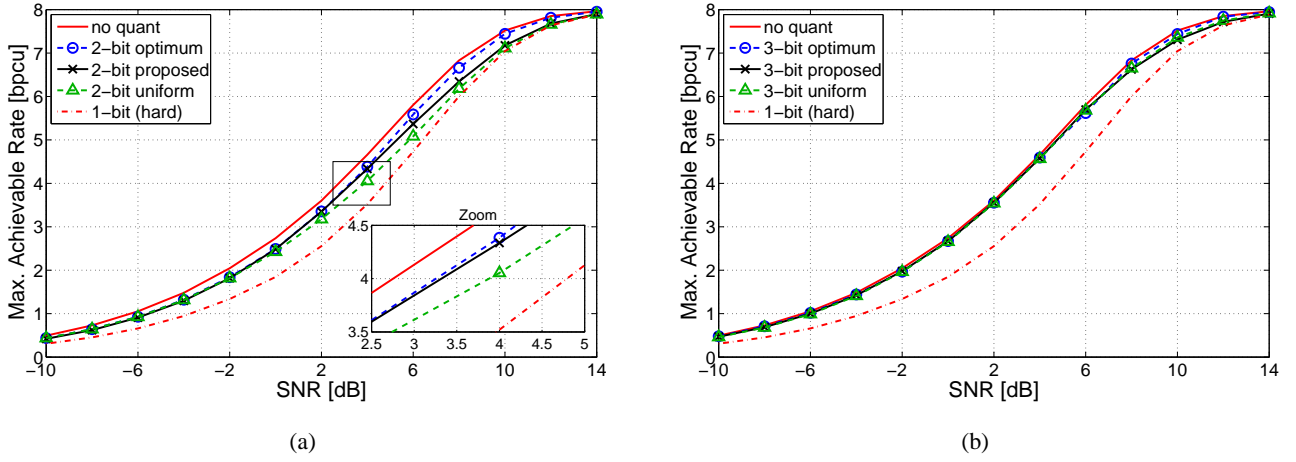 no quant
2−bit optimum
2−bit proposed
2−bit uniform
1−bit (hard)
Max. Achievable Rate [bpcu]
8
7
6
5
4
3
2
1
0
−10
−6
−2
2
6
10
14
SNR [dB]
Zoom
4.5
4
3.5
2.5
3
3.5
4
4.5
5
(a)
no quant
3−bit optimum
3−bit proposed
3−bit uniform
1−bit (hard)
Max. Achievable Rate [bpcu]
8
7
6
5
4
3
2
1
0
−10
−6
−2
2
6
10
14
SNR [dB]
(b)